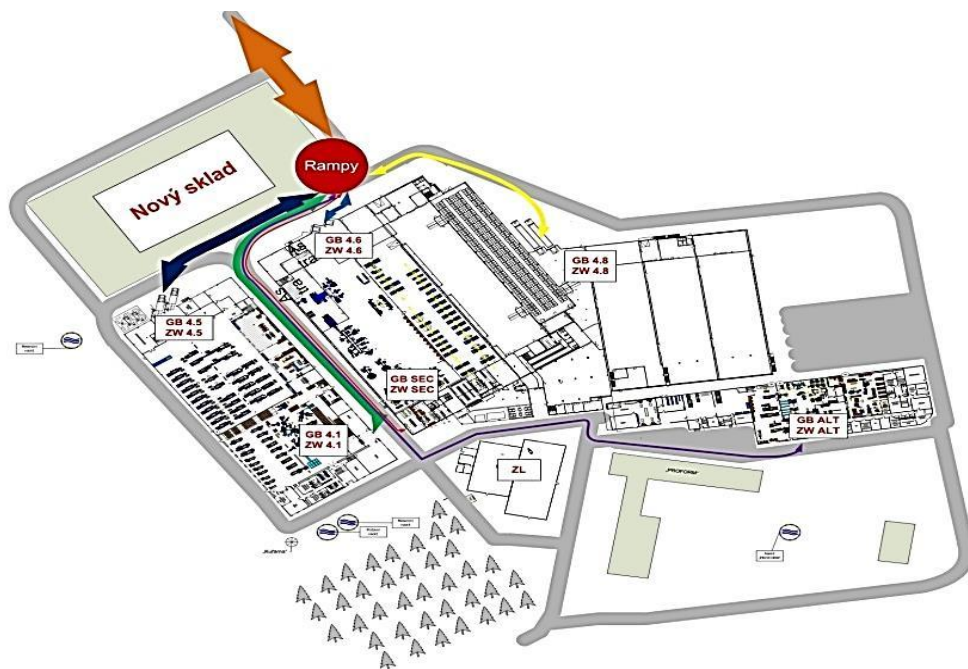 Rampy
Nový sklad
GB 4.6
ZW 4.6
GB 4.8
ZW 4.8
GB 4.5
ZW 4.5
GB SEC
ZW SEC
GB 4.1
ZW 4.1
GB ALT
ZW ALT
ZL